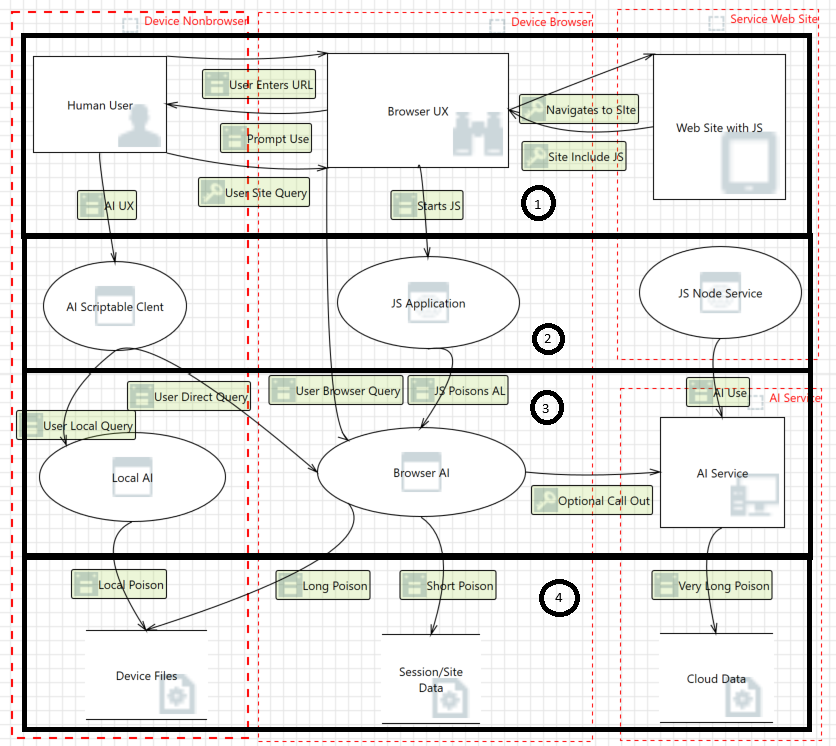 Device Nonbrowser
Device Browser
Service Web Site
Human User
User Enters URL
Browser UX
Prompt Use
Navigates to SIte
Web Site with JS
Site Include JS
User Site Query
AI UX
Starts JS
1
AI Scriptable Clent
JS Application
JS Node Service
2
User Direct Query
User Browser Query
JS Poisons AL
AI Use
AI Service
3
User Local Query
Local AI
Browser AI
AI Service
Optional Call Out
Local Poison
Long Poison
Short Poison
4
Very Long Poison
Device Files
Session/Site
Data
Cloud Data